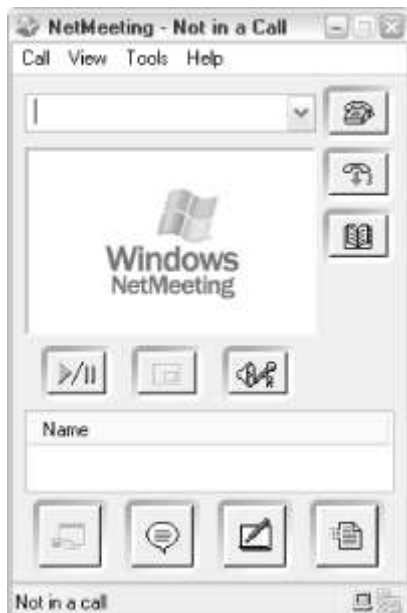 NetMeeting - Not in a Call
Call View Tools Help
Windows
NetMeeting
Name
Not in a call